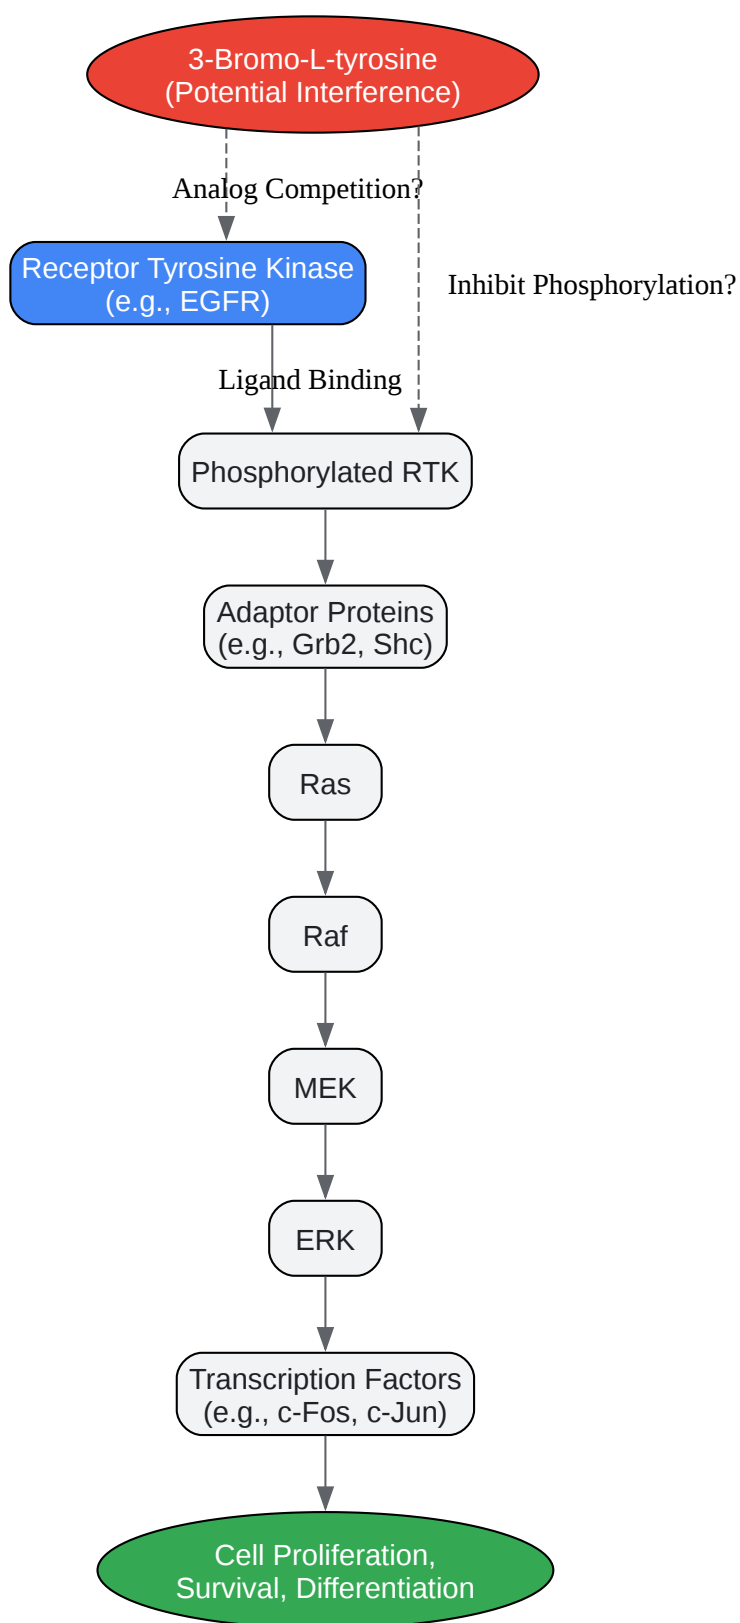 3-Bromo-L-tyrosine
(Potential Interference)
Analog Competition?
Receptor Tyrosine Kinase
(e.g., EGFR)
Inhibit Phosphorylation?
Ligand Binding
Phosphorylated RTK
Adaptor Proteins
(e.g., Grb2, Shc)
Ras
Raf
MEK
ERK
Transcription Factors
(e.g., c-Fos, c-Jun)
Cell Proliferation,
Survival, Differentiation